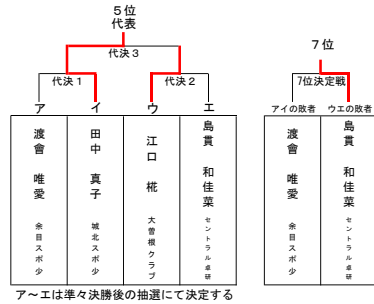 5位
代表
代決3
代決1
代決2
ア
イ
ウ
エ
渡會 唯愛
余目スポ少
田中 真子
城北スポ少
江口 椛
大曽根クラブ
島貫 和佳菜
セントラル卓研
ア～エは準々決勝後の抽選にて決定する
7位
7位決定戦
アイの敗者
ウエの敗者
渡會 唯愛
余目スポ少
島貫 和佳菜
セントラル卓研